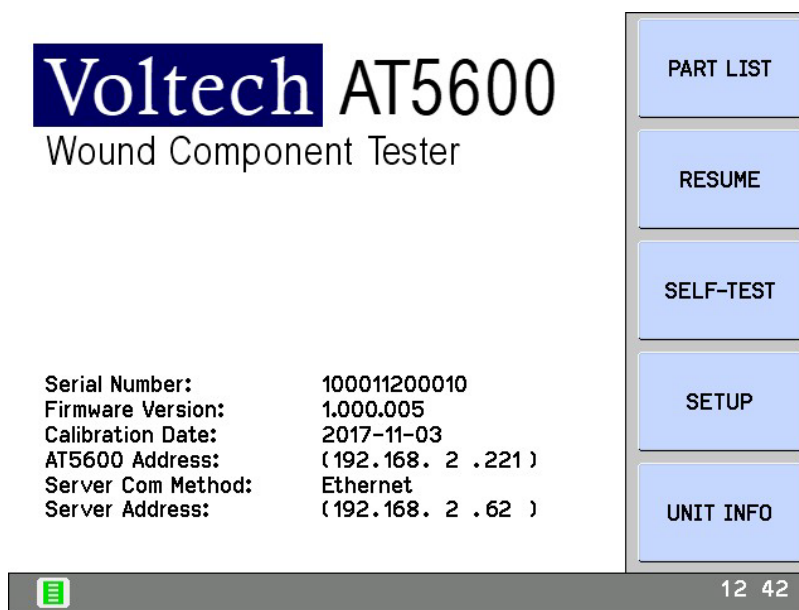 Voltech AT5600
Wound Component Tester
Serial Number: 100011200010
Firmware Version: 1.000.005
Calibration Date: 2017-11-03
AT5600 Address: (192.168. 2 .221 )
Server Com Method: Ethernet
Server Address: (192.168. 2 .62 )
PART LIST
RESUME
SELF-TEST
SETUP
UNIT INFO
12 42